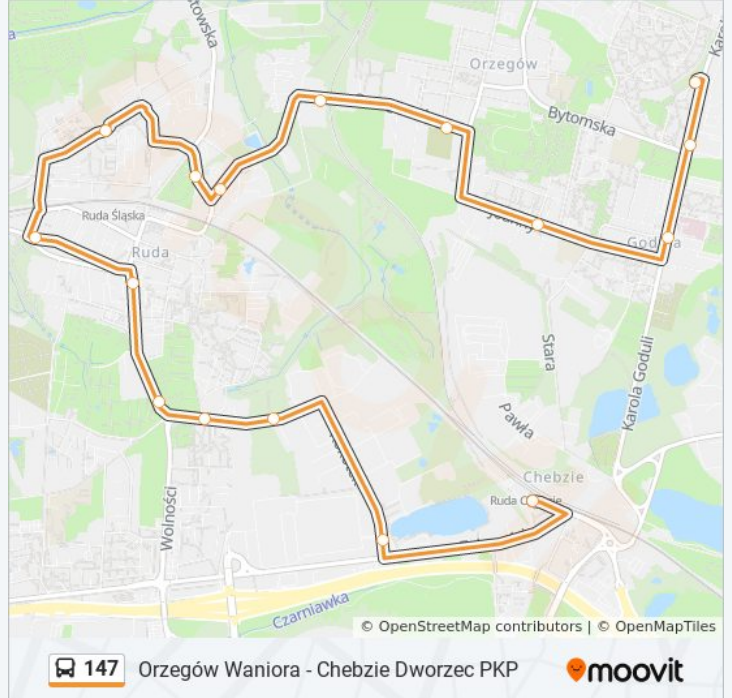 Orzegów
Bytomska
Ruda Śląska
Ruda
Stara
Karola Goduli
Pawła
Chebzie
Wolności
Czarniawka
© OpenStreetMap contributors | © OpenMapTiles
147 Orzegów Waniora - Chebzie Dworzec PKP
moovit